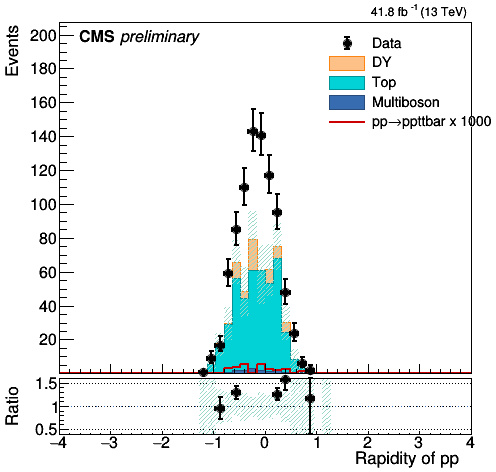 41.8 fb⁻¹ (13 TeV)
Events
CMS preliminary
Data
DY
Top
Multiboson
pp→ppttbar x 1000
200
180
160
140
120
100
80
60
40
20
Ratio
1.5
1
0.5
−4 −3 −2 −1 0 1 2 3 4
Rapidity of pp